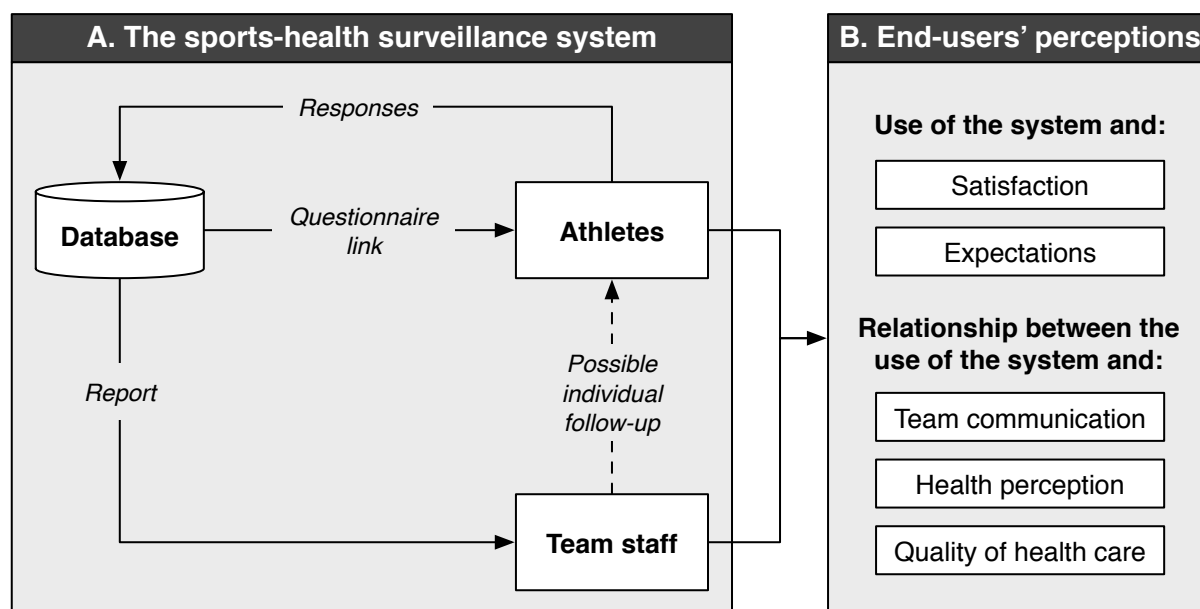 A. The sports-health surveillance system
Responses
Database
Questionnaire
link
Athletes
Report
Possible
individual
follow-up
Team staff
B. End-users’ perceptions
Use of the system and:
Satisfaction
Expectations
Relationship between the
use of the system and:
Team communication
Health perception
Quality of health care